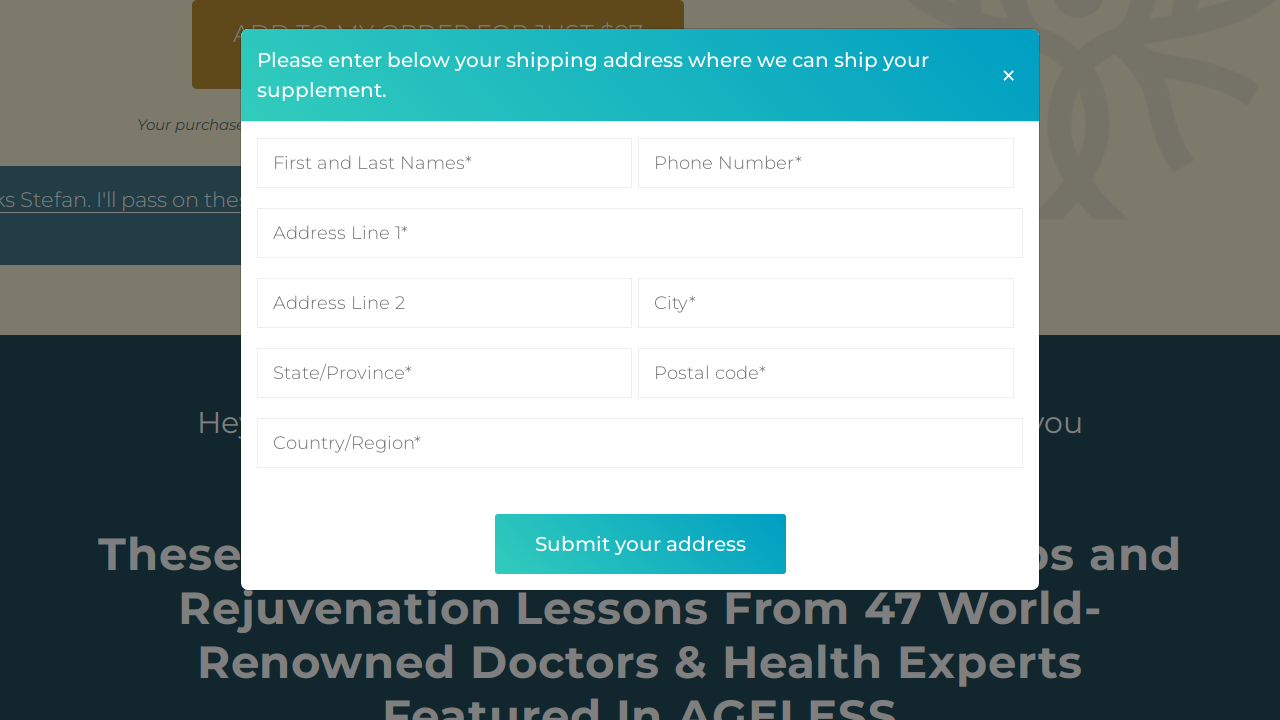 ADD TO MY ORDER FOR JUST $97
Please enter below your shipping address where we can ship your
supplement.
×
Your purchase
First and Last Names*
Phone Number*
ks Stefan. I'll pass on these
Address Line 1*
Address Line 2
City*
State/Province*
Postal code*
Hey
you
Country/Region*
Submit your address
These
and
Rejuvenation Lessons From 47 World-
Renowned Doctors & Health Experts
Featured In AGELESS